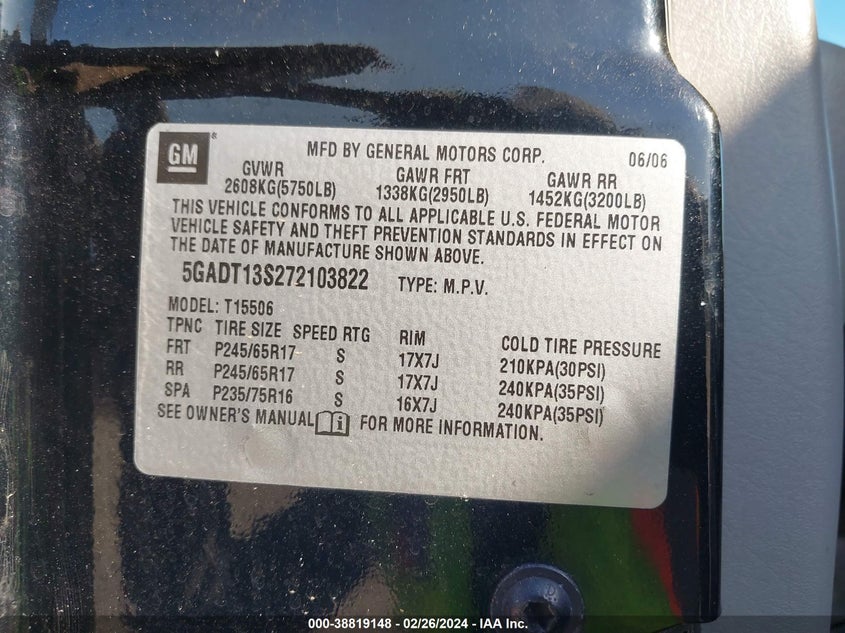 GM ® MFD BY GENERAL MOTORS CORP. 06/06
GVWR GAWR FRT GAWR RR
2608KG(5750LB) 1338KG(2950LB) 1452KG(3200LB)
THIS VEHICLE CONFORMS TO ALL APPLICABLE U.S. FEDERAL MOTOR
VEHICLE SAFETY AND THEFT PREVENTION STANDARDS IN EFFECT ON
THE DATE OF MANUFACTURE SHOWN ABOVE.
5GADT13S272103822 TYPE: M.P.V.
MODEL: T15506
TPNC TIRE SIZE SPEED RTG RIM COLD TIRE PRESSURE
FRT P245/65R17 S 17X7J 210KPA(30PSI)
RR P245/65R17 S 17X7J 240KPA(35PSI)
SPA P235/75R16 S 16X7J 240KPA(35PSI)
SEE OWNER'S MANUAL i FOR MORE INFORMATION.
000-38819148 - 02/26/2024 - IAA Inc.